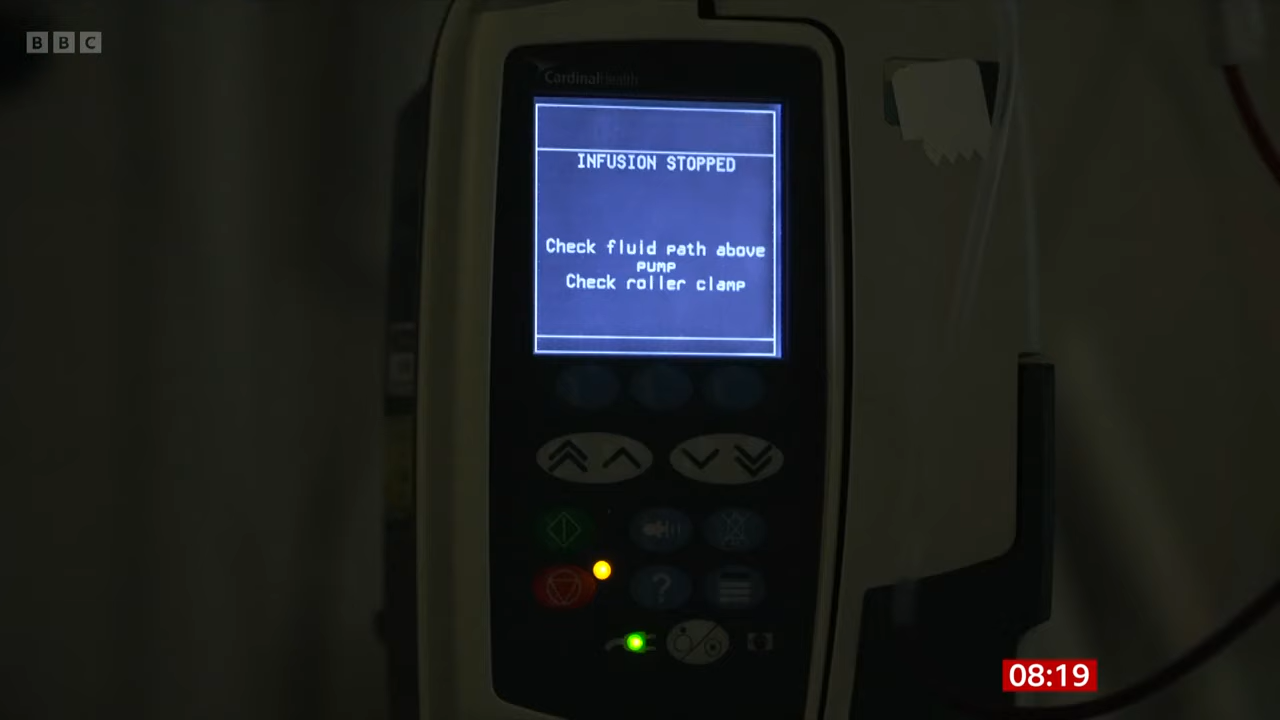 BBC
CardinalHealth
INFUSION STOPPED
Check fluid path above
pump
Check roller clamp
?
08:19